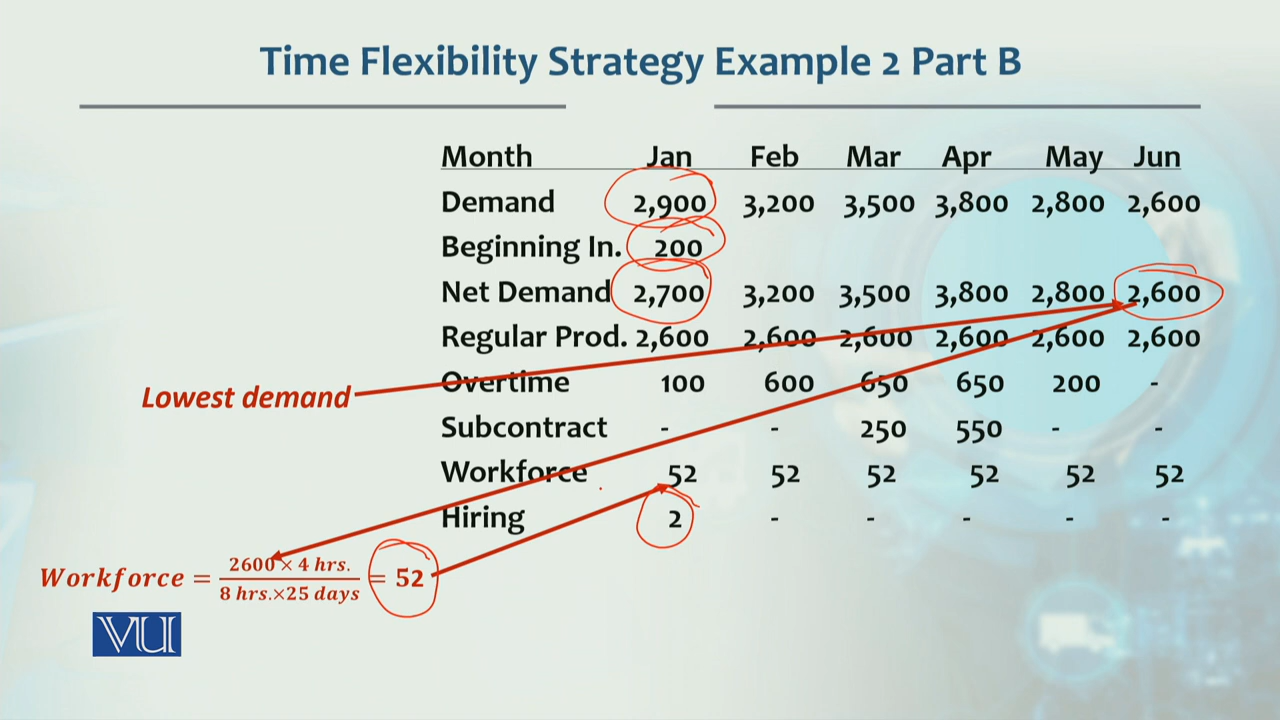 Time Flexibility Strategy Example 2 Part B
Month Jan Feb Mar Apr May Jun
Demand 2,900 3,200 3,500 3,800 2,800 2,600
Beginning In. 200
Net Demand 2,700 3,200 3,500 3,800 2,800 2,600
Regular Prod. 2,600 2,600 2,600 2,600 2,600 2,600
Overtime 100 600 650 650 200 -
Lowest demand
Subcontract - - 250 550 - -
Workforce 52 52 52 52 52 52
Hiring 2 - - - - -
2600 × 4 hrs.
Workforce = = 52
8 hrs.×25 days
VU